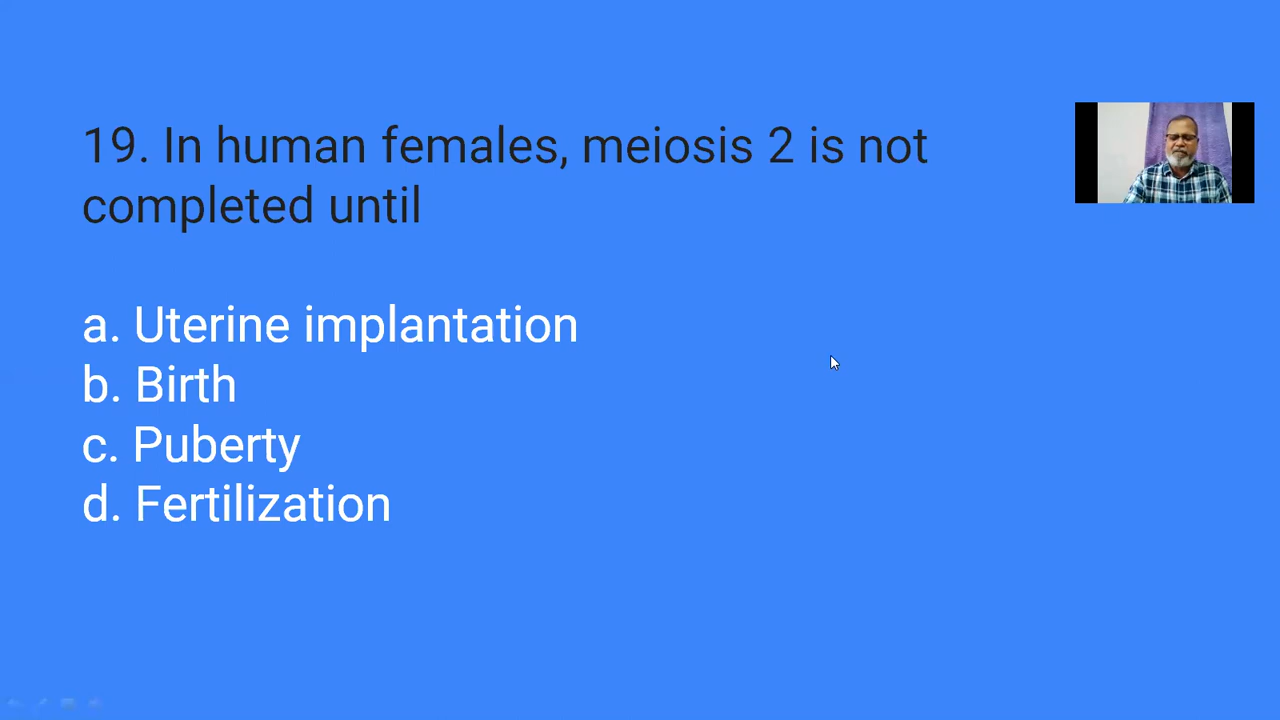 19. In human females, meiosis 2 is not
completed until
a. Uterine implantation
b. Birth
c. Puberty
d. Fertilization